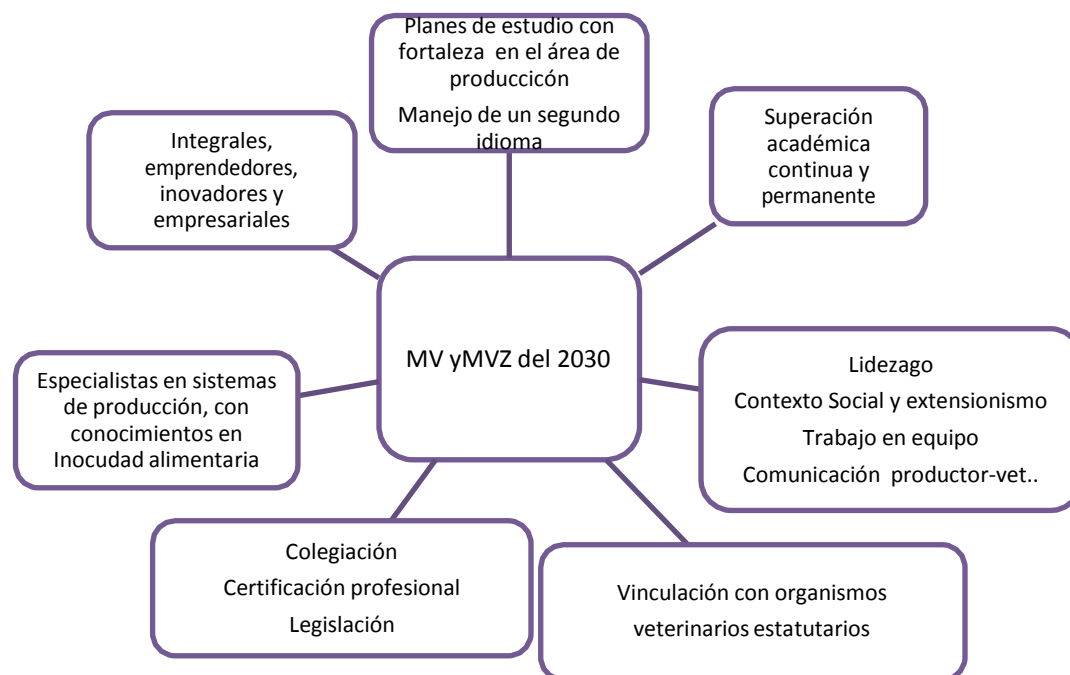 Planes de estudio con
fortaleza en el área de
produccicón
Manejo de un segundo
idioma
Superación
académica
continua y
permanente
Integrales,
emprendedores,
inovadores y
empresariales
MV yMVZ del 2030
Lidezago
Contexto Social y extensionismo
Trabajo en equipo
Comunicación productor-vet..
Especialistas en sistemas
de producción, con
conocimientos en
Inocudad alimentaria
Colegiación
Certificación profesional
Legislación
Vinculación con organismos
veterinarios estatutarios